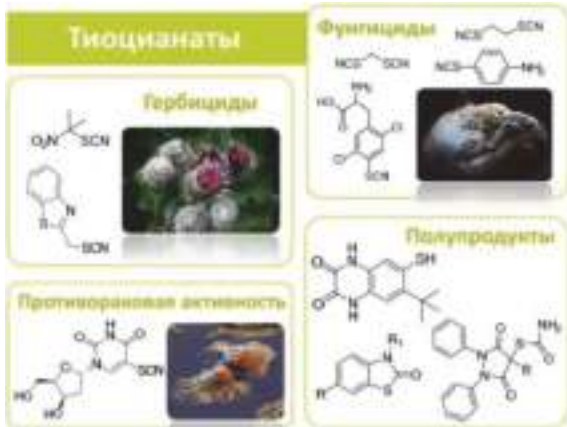 Тиоцианаты
Фунгициды
NCS SCN
NCS SCN
NCS NH₂
NH₂
HO
O
Cl
Cl
SCN
Гербициды
O₂N SCN
N
S
SCN
Противораковая активность
H
N
O O
N
SCN
O
HO
HO
Полупродукты
H
O N SH
O N
H
R₁
N
O
S
R
O
NH₂
N S O
N R
O